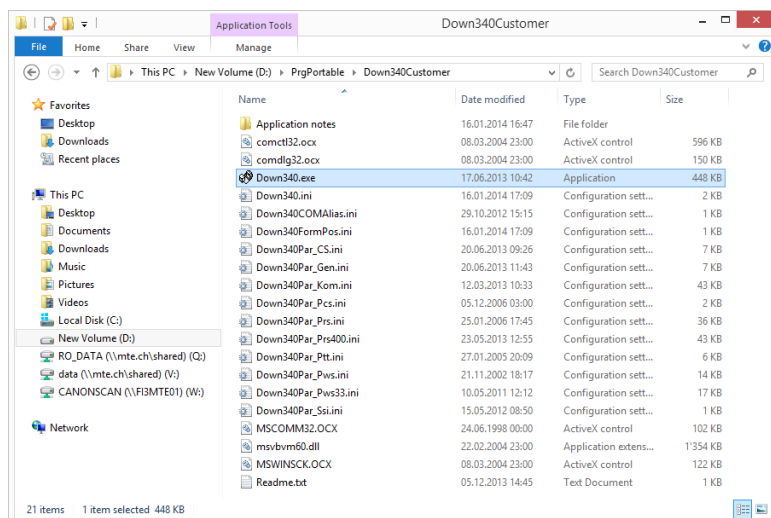 Application Tools
Down340Customer
File Home Share View Manage
This PC New Volume (D:) PrgPortable Down340Customer
Search Down340Customer
Name Date modified Type Size
Favorites
Desktop
Downloads
Recent places
This PC
Desktop
Documents
Downloads
Music
Pictures
Videos
Local Disk (C:)
New Volume (D:)
RO_DATA (\\mte.ch\shared) (Q:)
data (\\mte.ch\shared) (V:)
CANONSCAN (\\FI3MTE01) (W:)
Network
Application notes 16.01.2014 16:47 File folder
comctl32.ocx 08.03.2004 23:00 ActiveX control 596 KB
comdlg32.ocx 08.03.2004 23:00 ActiveX control 150 KB
Down340.exe 17.06.2013 10:42 Application 448 KB
Down340.ini 16.01.2014 17:09 Configuration sett... 2 KB
Down340COMAlias.ini 29.10.2012 15:15 Configuration sett... 1 KB
Down340FormPos.ini 16.01.2014 17:09 Configuration sett... 1 KB
Down340Par_CS.ini 20.06.2013 09:26 Configuration sett... 7 KB
Down340Par_Gen.ini 20.06.2013 11:43 Configuration sett... 7 KB
Down340Par_Kom.ini 12.03.2013 10:33 Configuration sett... 43 KB
Down340Par_Pcs.ini 05.12.2006 03:00 Configuration sett... 2 KB
Down340Par_Prs.ini 25.01.2006 17:45 Configuration sett... 36 KB
Down340Par_Prs400.ini 23.05.2013 12:55 Configuration sett... 43 KB
Down340Par_Ptt.ini 27.01.2005 20:09 Configuration sett... 6 KB
Down340Par_Pws.ini 21.11.2002 18:17 Configuration sett... 14 KB
Down340Par_Pws33.ini 10.05.2011 12:12 Configuration sett... 17 KB
Down340Par_Ssi.ini 15.05.2012 08:50 Configuration sett... 1 KB
MSCOMM32.OCX 24.06.1998 00:00 ActiveX control 102 KB
msvbvm60.dll 22.02.2004 23:00 Application extens... 1'354 KB
MSWINSCK.OCX 08.03.2004 23:00 ActiveX control 122 KB
Readme.txt 05.12.2013 14:45 Text Document 1 KB
21 items 1 item selected 448 KB